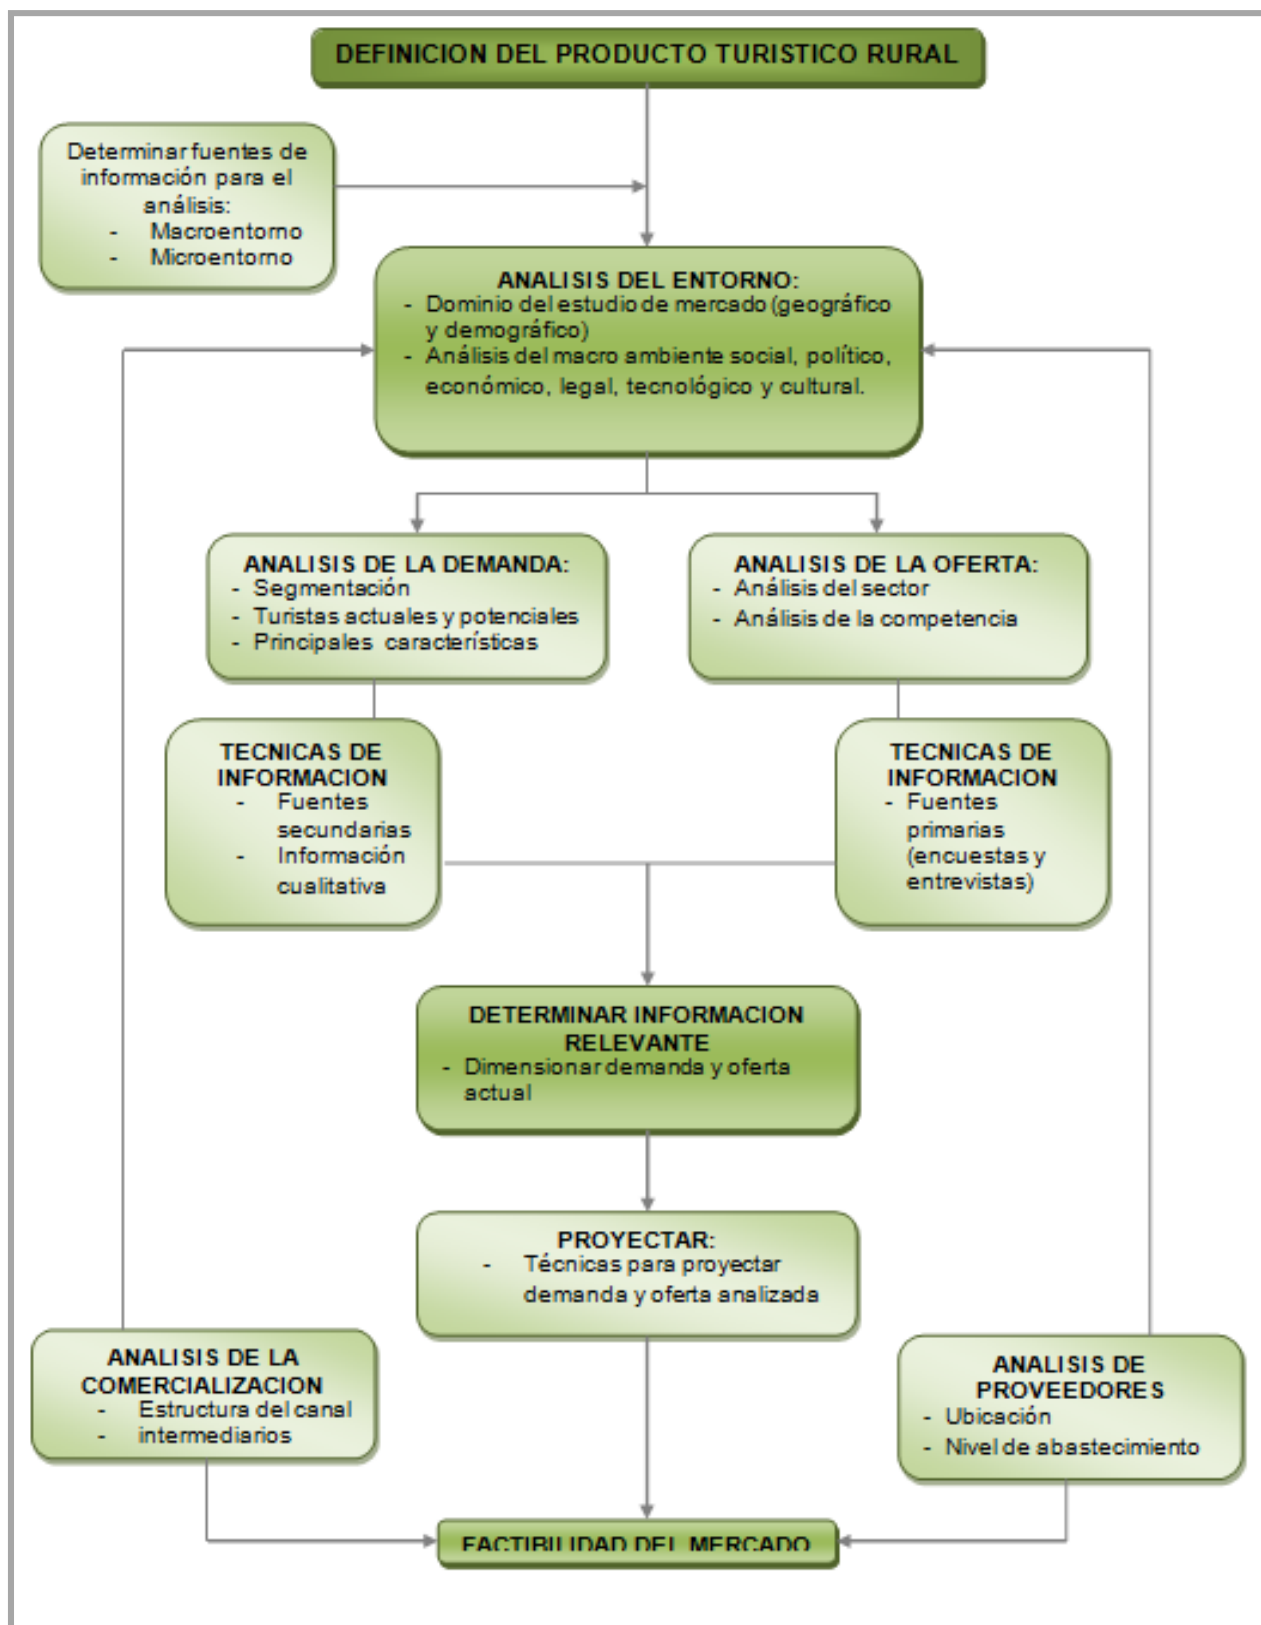 DEFINICION DEL PRODUCTO TURISTICO RURAL
Determinar fuentes de
información para el
análisis:
- Macroentorno
- Microentorno
ANALISIS DEL ENTORNO:
- Dominio del estudio de mercado (geográfico
y demográfico)
- Análisis del macro ambiente social, político,
económico, legal, tecnológico y cultural.
ANALISIS DE LA DEMANDA:
- Segmentación
- Turistas actuales y potenciales
- Principales características
ANALISIS DE LA OFERTA:
- Análisis del sector
- Análisis de la competencia
TECNICAS DE
INFORMACION
- Fuentes
secundarias
- Información
cualitativa
TECNICAS DE
INFORMACION
- Fuentes
primarias
(encuestas y
entrevistas)
DETERMINAR INFORMACION
RELEVANTE
- Dimensionar demanda y oferta
actual
PROYECTAR:
- Técnicas para proyectar
demanda y oferta analizada
ANALISIS DE LA
COMERCIALIZACION
- Estructura del canal
- intermediarios
ANALISIS DE
PROVEEDORES
- Ubicación
- Nivel de abastecimiento
FACTIBILIDAD DEL MERCADO